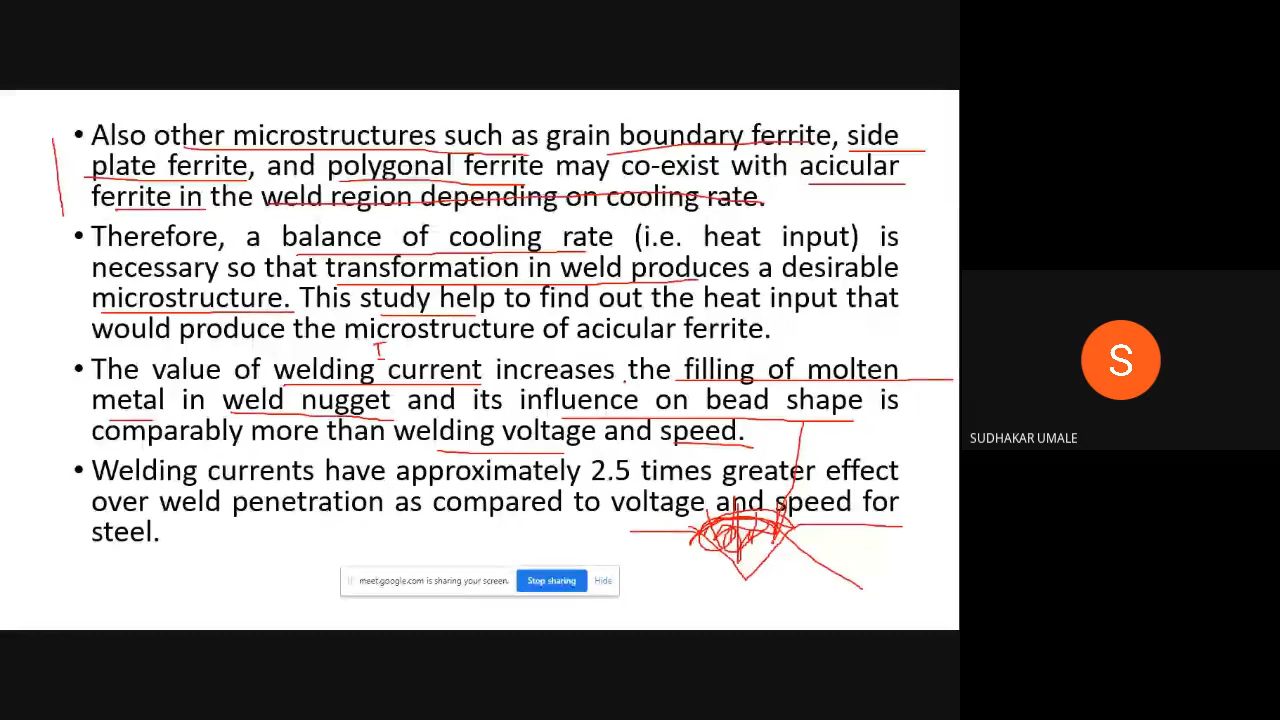 • Also other microstructures such as grain boundary ferrite, side
plate ferrite, and polygonal ferrite may co-exist with acicular
ferrite in the weld region depending on cooling rate.
• Therefore, a balance of cooling rate (i.e. heat input) is
necessary so that transformation in weld produces a desirable
microstructure. This study help to find out the heat input that
would produce the microstructure of acicular ferrite.
I
• The value of welding current increases the filling of molten
metal in weld nugget and its influence on bead shape is
comparably more than welding voltage and speed.
• Welding currents have approximately 2.5 times greater effect
over weld penetration as compared to voltage and speed for
steel.
meet.google.com is sharing your screen. Stop sharing Hide
S
SUDHAKAR UMALE